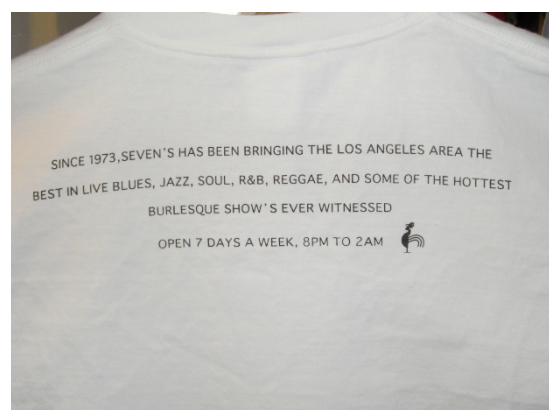 SINCE 1973,SEVEN'S HAS BEEN BRINGING THE LOS ANGELES AREA THE
BEST IN LIVE BLUES, JAZZ, SOUL, R&B, REGGAE, AND SOME OF THE HOTTEST
BURLESQUE SHOW'S EVER WITNESSED
OPEN 7 DAYS A WEEK, 8PM TO 2AM